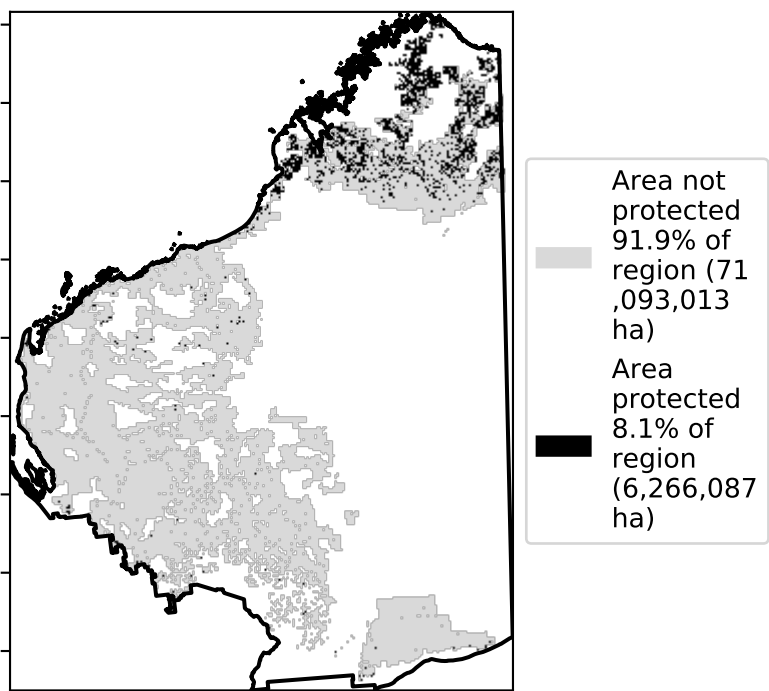 Area not
protected
91.9% of
region (71
,093,013
ha)
Area
protected
8.1% of
region
(6,266,087
ha)